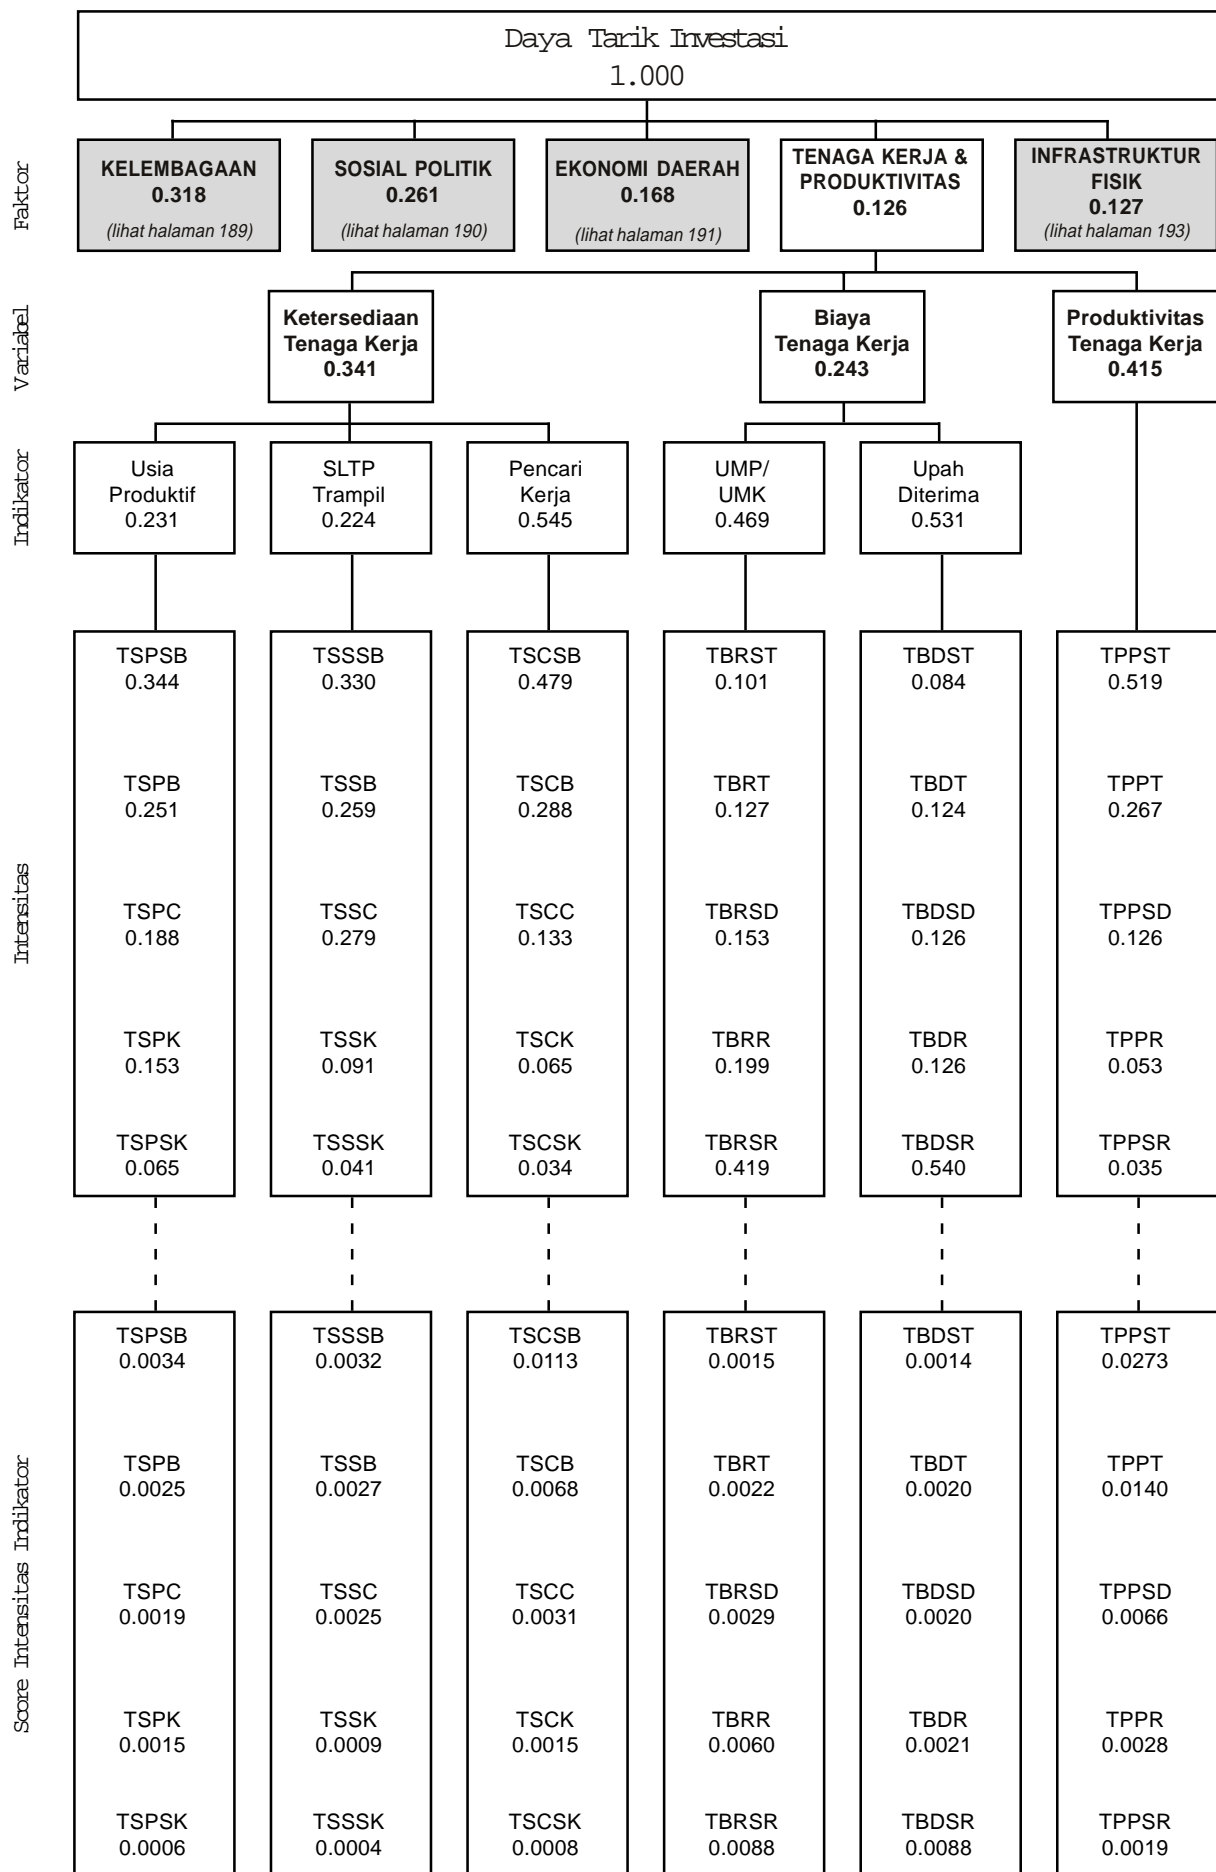 Daya Tarik Investasi
1.000
Faktor
KELEMBAGAAN
0.318
(lihat halaman 189)
SOSIAL POLITIK
0.261
(lihat halaman 190)
EKONOMI DAERAH
0.168
(lihat halaman 191)
TENAGA KERJA &
PRODUKTIVITAS
0.126
INFRASTRUKTUR
FISIK
0.127
(lihat halaman 193)
Variabel
Ketersediaan
Tenaga Kerja
0.341
Biaya
Tenaga Kerja
0.243
Produktivitas
Tenaga Kerja
0.415
Indikator
Usia
Produktif
0.231
SLTP
Trampil
0.224
Pencari
Kerja
0.545
UMP/
UMK
0.469
Upah
Diterima
0.531
Intensitas
TSPSB
0.344
TSPB
0.251
TSPC
0.188
TSPK
0.153
TSPSK
0.065
TSSSB
0.330
TSSB
0.259
TSSC
0.279
TSSK
0.091
TSSSK
0.041
TSCSB
0.479
TSCB
0.288
TSCC
0.133
TSCK
0.065
TSCSK
0.034
TBRST
0.101
TBRT
0.127
TBRSD
0.153
TBRR
0.199
TBRSR
0.419
TBDST
0.084
TBDT
0.124
TBDSD
0.126
TBDR
0.126
TBDSR
0.540
TPPST
0.519
TPPT
0.267
TPPSD
0.126
TPPR
0.053
TPPSR
0.035
Score Intensitas Indikator
TSPSB
0.0034
TSPB
0.0025
TSPC
0.0019
TSPK
0.0015
TSPSK
0.0006
TSSSB
0.0032
TSSB
0.0027
TSSC
0.0025
TSSK
0.0009
TSSSK
0.0004
TSCSB
0.0113
TSCB
0.0068
TSCC
0.0031
TSCK
0.0015
TSCSK
0.0008
TBRST
0.0015
TBRT
0.0022
TBRSD
0.0029
TBRR
0.0060
TBRSR
0.0088
TBDST
0.0014
TBDT
0.0020
TBDSD
0.0020
TBDR
0.0021
TBDSR
0.0088
TPPST
0.0273
TPPT
0.0140
TPPSD
0.0066
TPPR
0.0028
TPPSR
0.0019